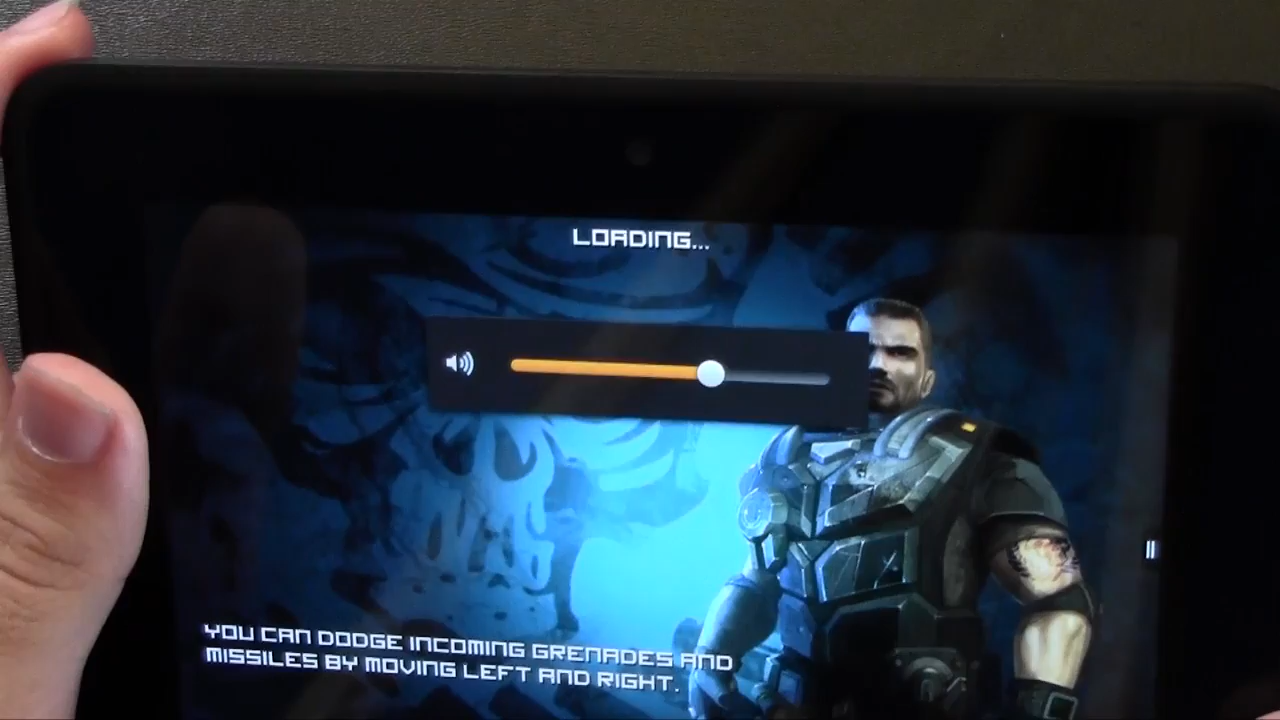 LOADING...
YOU CAN DODGE INCOMING GRENADES AND
MISSILES BY MOVING LEFT AND RIGHT.